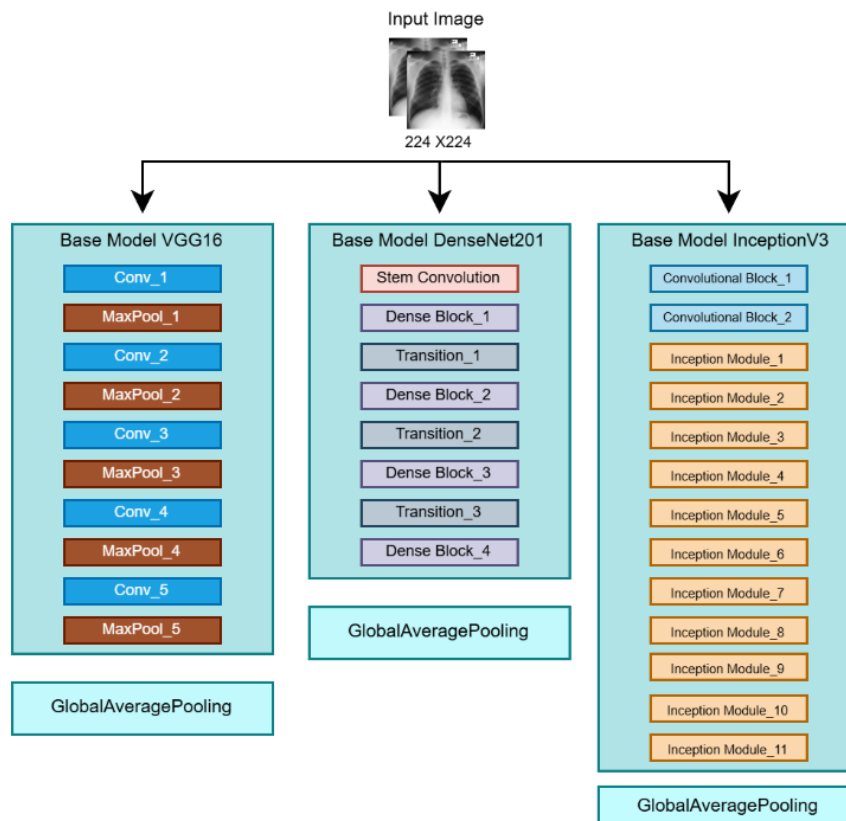 Input Image
224 X224
Base Model VGG16
Conv_1
MaxPool_1
Conv_2
MaxPool_2
Conv_3
MaxPool_3
Conv_4
MaxPool_4
Conv_5
MaxPool_5
GlobalAveragePooling
Base Model DenseNet201
Stem Convolution
Dense Block_1
Transition_1
Dense Block_2
Transition_2
Dense Block_3
Transition_3
Dense Block_4
GlobalAveragePooling
Base Model InceptionV3
Convolutional Block_1
Convolutional Block_2
Inception Module_1
Inception Module_2
Inception Module_3
Inception Module_4
Inception Module_5
Inception Module_6
Inception Module_7
Inception Module_8
Inception Module_9
Inception Module_10
Inception Module_11
GlobalAveragePooling